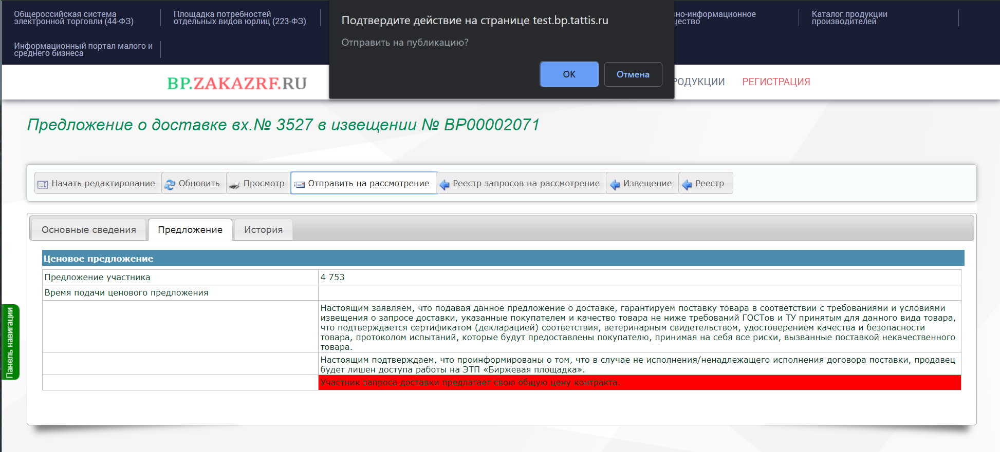 Общероссийская система
электронной торговли (44-ФЗ)
Площадка потребностей
отдельных видов юрлиц (223-ФЗ)
но-информационное
Каталог продукции
производителей
Информационный портал малого и
среднего бизнеса
Подтвердите действие на странице test.bp.tattis.ru
Отправить на публикацию?
ОК
Отмена
BP.ZAKAZRF.RU
РОДУКЦИИ
РЕГИСТРАЦИЯ
Предложение о доставке вх.№ 3527 в извещении № BP00002071
Начать редактирование
Обновить
Просмотр
Отправить на рассмотрение
Реестр запросов на рассмотрение
Извещение
Реестр
Основные сведения
Предложение
История
Ценовое предложение
Предложение участника
4 753
Время подачи ценового предложения
Настоящим заявляем, что подавая данное предложение о доставке, гарантируем поставку товара в соответствии с требованиями и условиями
извещения о запросе доставки, указанные покупателем и качество товара не ниже требований ГОСТов и ТУ принятым для данного вида товара,
что подтверждается сертификатом (декларацией) соответствия, ветеринарным свидетельством, удостоверением качества и безопасности
товара, протоколом испытаний, которые будут предоставлены покупателю, принимая на себя все риски, вызванные поставкой некачественного
товара.
Настоящим подтверждаем, что проинформированы о том, что в случае не исполнения/ненадлежащего исполнения договора поставки, продавец
будет лишен доступа работы на ЭТП «Биржевая площадка».
Участник запроса доставки предлагает свою общую цену контракта.
Панель навигации